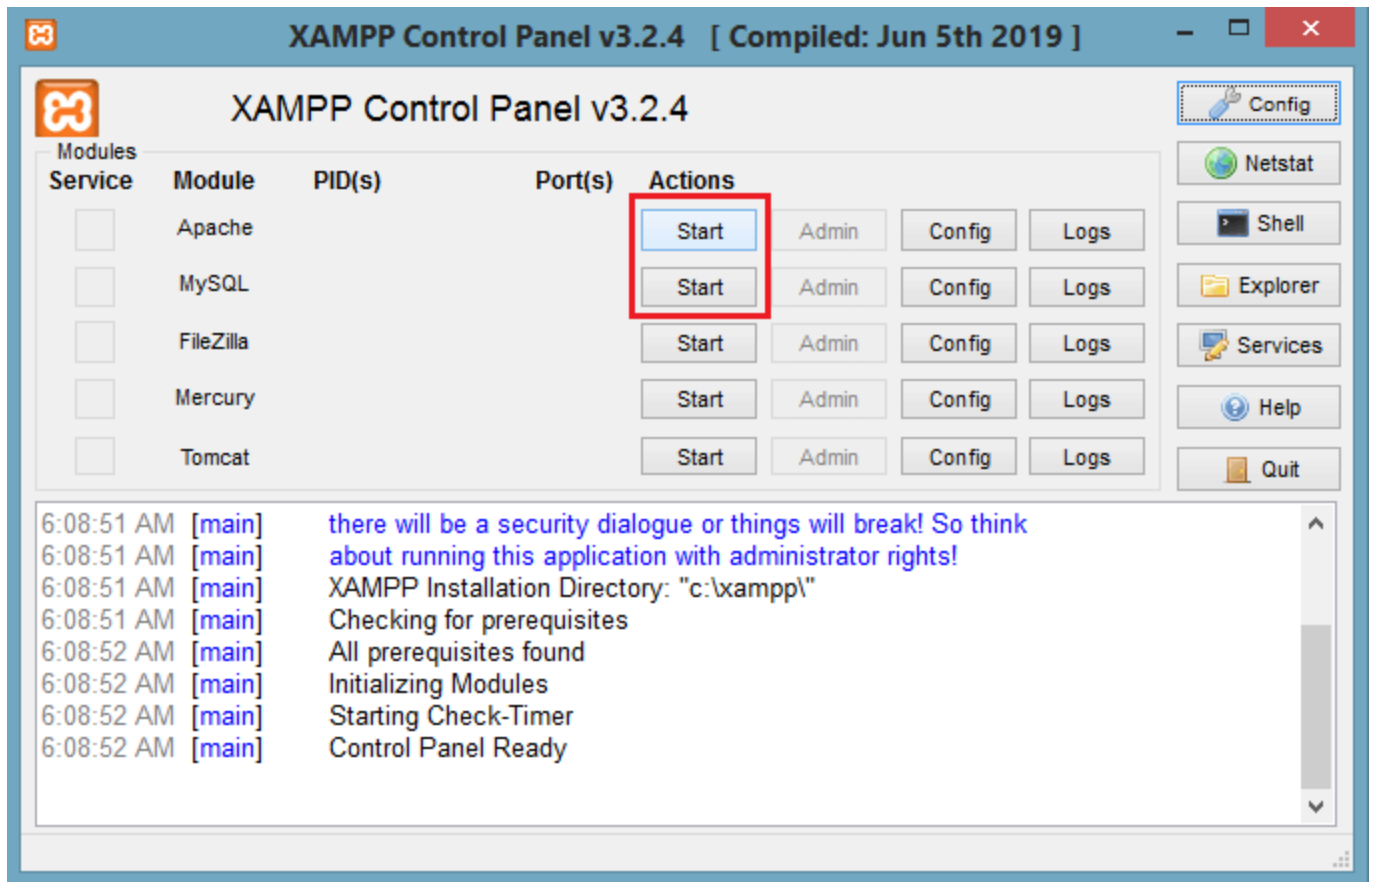 XAMPP Control Panel v3.2.4 [ Compiled: Jun 5th 2019 ]
XAMPP Control Panel v3.2.4
Config
Modules
Netstat
Service Module PID(s) Port(s) Actions
Apache Start Admin Config Logs
Shell
MySQL Start Admin Config Logs
Explorer
FileZilla Start Admin Config Logs
Services
Mercury Start Admin Config Logs
Help
Tomcat Start Admin Config Logs
Quit
6:08:51 AM [main] there will be a security dialogue or things will break! So think
6:08:51 AM [main] about running this application with administrator rights!
6:08:51 AM [main] XAMPP Installation Directory: "c:\xampp\"
6:08:51 AM [main] Checking for prerequisites
6:08:52 AM [main] All prerequisites found
6:08:52 AM [main] Initializing Modules
6:08:52 AM [main] Starting Check-Timer
6:08:52 AM [main] Control Panel Ready